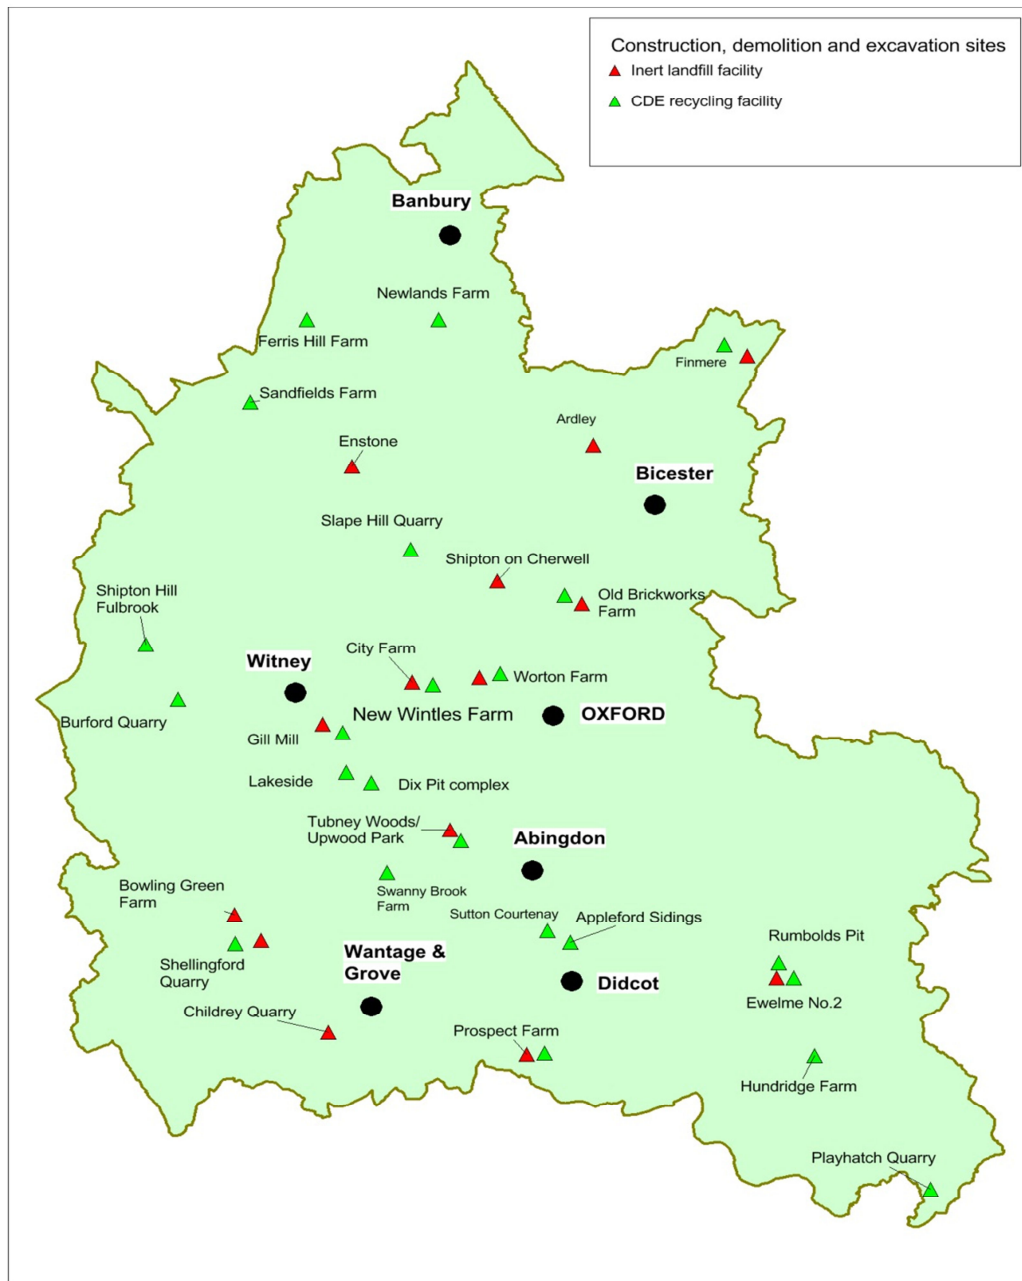 Construction, demolition and excavation sites
Inert landfill facility
CDE recycling facility
Banbury
Newlands Farm
Ferris Hill Farm
Finmere
Sandfields Farm
Ardley
Enstone
Bicester
Slape Hill Quarry
Shipton on Cherwell
Shipton Hill
Fulbrook
Old Brickworks
Farm
City Farm
Witney
Worton Farm
New Wintles Farm
OXFORD
Burford Quarry
Gill Mill
Lakeside
Dix Pit complex
Tubney Woods/
Upwood Park
Abingdon
Bowling Green
Farm
Swanny Brook
Farm
Sutton Courtenay
Appleford Sidings
Rumbolds Pit
Wantage &
Grove
Shellingford
Quarry
Didcot
Ewelme No.2
Childrey Quarry
Prospect Farm
Hundridge Farm
Playhatch Quarry